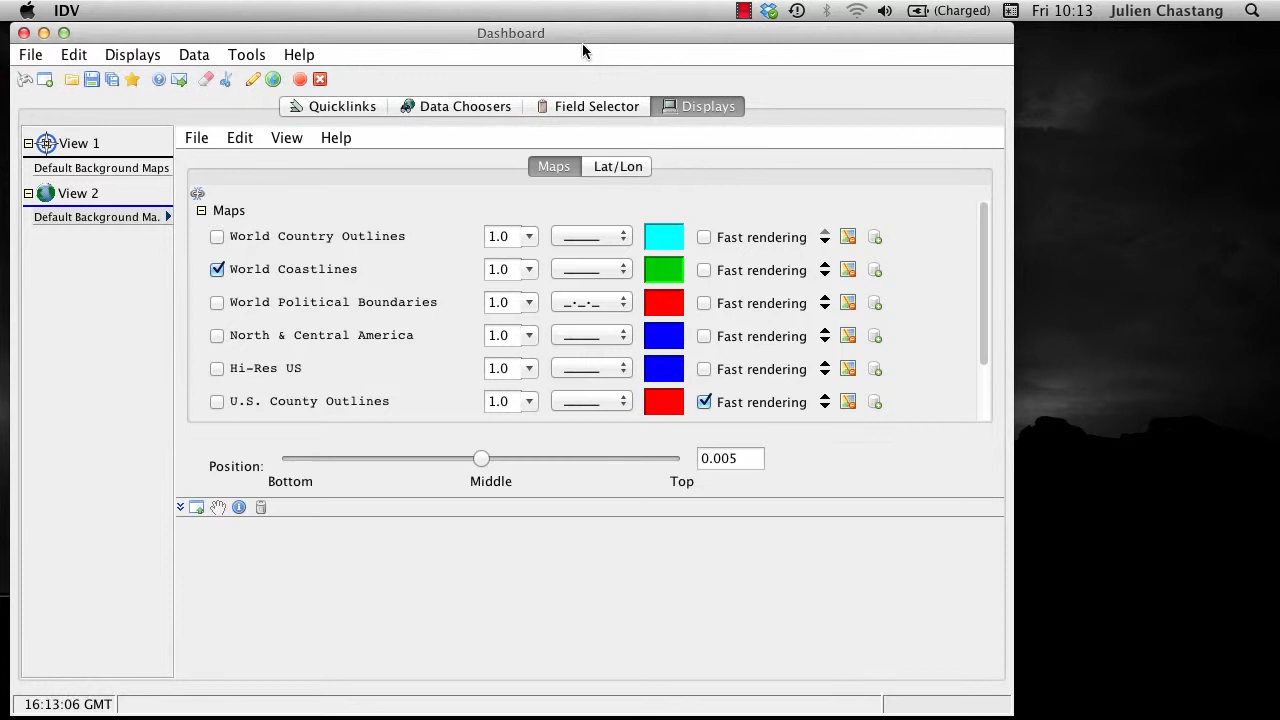 IDV (Charged) Fri 10:13 Julien Chastang
Dashboard
File Edit Displays Data Tools Help
Quicklinks Data Choosers Field Selector Displays
View 1
Default Background Maps
View 2
Default Background Ma.
File Edit View Help
Maps Lat/Lon
Maps
World Country Outlines 1.0 Fast rendering
World Coastlines 1.0 Fast rendering
World Political Boundaries 1.0 Fast rendering
North & Central America 1.0 Fast rendering
Hi-Res US 1.0 Fast rendering
U.S. County Outlines 1.0 Fast rendering
Position: 0.005
Bottom Middle Top
16:13:06 GMT